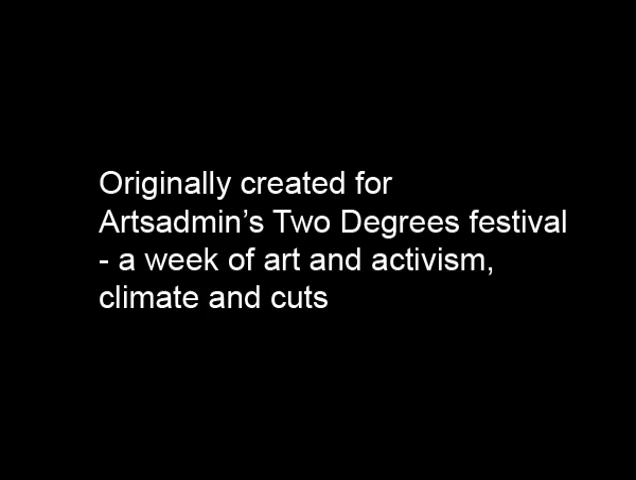 Originally created for
Artsadmin’s Two Degrees festival
- a week of art and activism,
climate and cuts